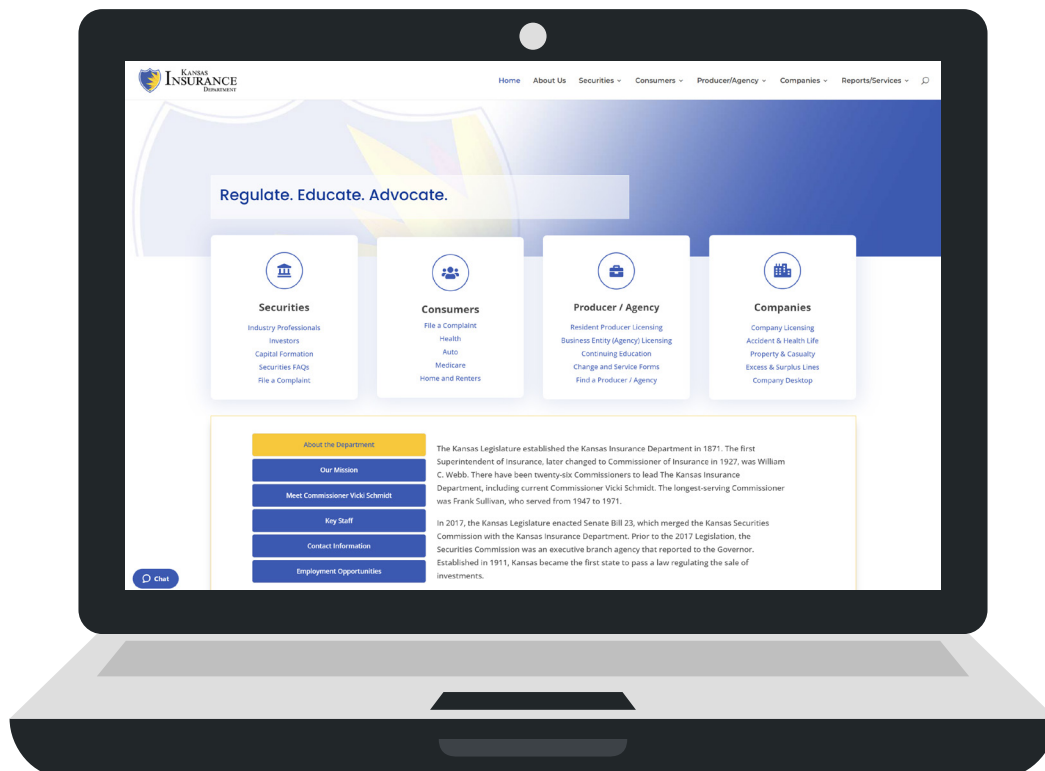 KANSAS
INSURANCE
DEPARTMENT
Home About Us Securities Consumers Producer/Agency Companies Reports/Services
Regulate. Educate. Advocate.
Securities
Industry Professionals
Investors
Capital Formation
Securities FAQs
File a Complaint
Consumers
File a Complaint
Health
Auto
Medicare
Home and Renters
Producer / Agency
Resident Producer Licensing
Business Entity (Agency) Licensing
Continuing Education
Change and Service Forms
Find a Producer / Agency
Companies
Company Licensing
Accident & Health Life
Property & Casualty
Excess & Surplus Lines
Company Desktop
About the Department
Our Mission
Meet Commissioner Vicki Schmidt
Key Staff
Contact Information
Employment Opportunities
The Kansas Legislature established the Kansas Insurance Department in 1871. The first
Superintendent of Insurance, later changed to Commissioner of Insurance in 1927, was William
C. Webb. There have been twenty-six Commissioners to lead The Kansas Insurance
Department, including current Commissioner Vicki Schmidt. The longest-serving Commissioner
was Frank Sullivan, who served from 1947 to 1971.
In 2017, the Kansas Legislature enacted Senate Bill 23, which merged the Kansas Securities
Commission with the Kansas Insurance Department. Prior to the 2017 Legislation, the
Securities Commission was an executive branch agency that reported to the Governor.
Established in 1911, Kansas became the first state to pass a law regulating the sale of
investments.
Chat